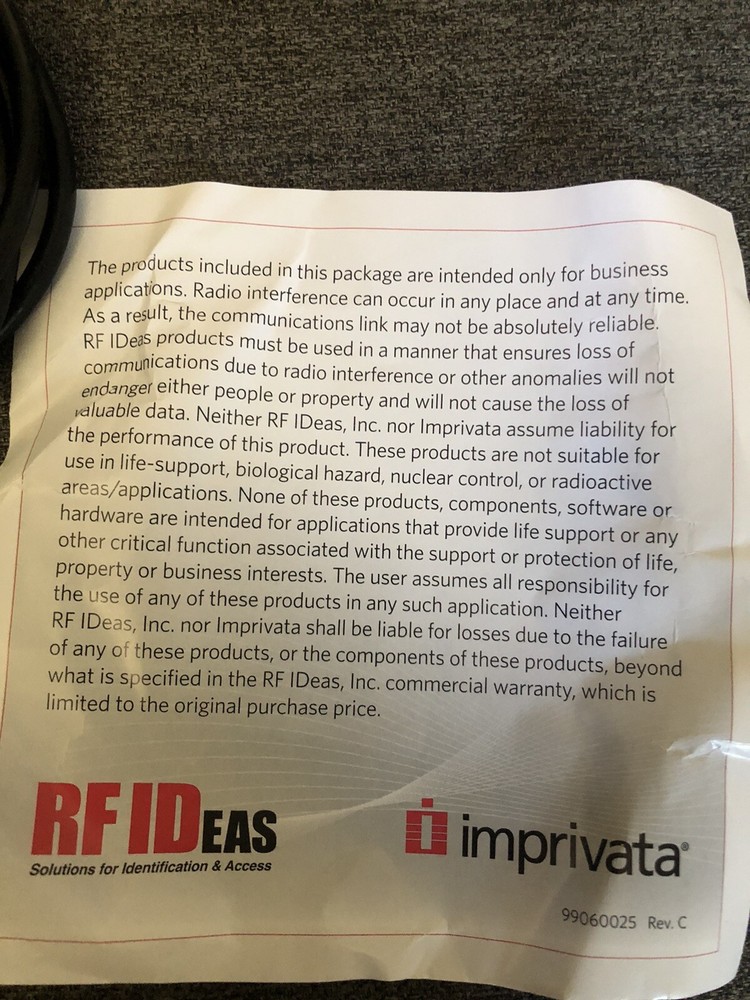 The products included in this package are intended only for business
applications. Radio interference can occur in any place and at any time.
As a result, the communications link may not be absolutely reliable.
RF IDeas products must be used in a manner that ensures loss of
communications due to radio interference or other anomalies will not
endanger either people or property and will not cause the loss of
valuable data. Neither RF IDeas, Inc. nor Imprivata assume liability for
the performance of this product. These products are not suitable for
use in life-support, biological hazard, nuclear control, or radioactive
areas/applications. None of these products, components, software or
hardware are intended for applications that provide life support or any
other critical function associated with the support or protection of life,
property or business interests. The user assumes all responsibility for
the use of any of these products in any such application. Neither
RF IDeas, Inc. nor Imprivata shall be liable for losses due to the failure
of any of these products, or the components of these products, beyond
what is specified in the RF IDeas, Inc. commercial warranty, which is
limited to the original purchase price.
RF IDEAS
Solutions for Identification & Access
imprivata®
99060025 Rev. C